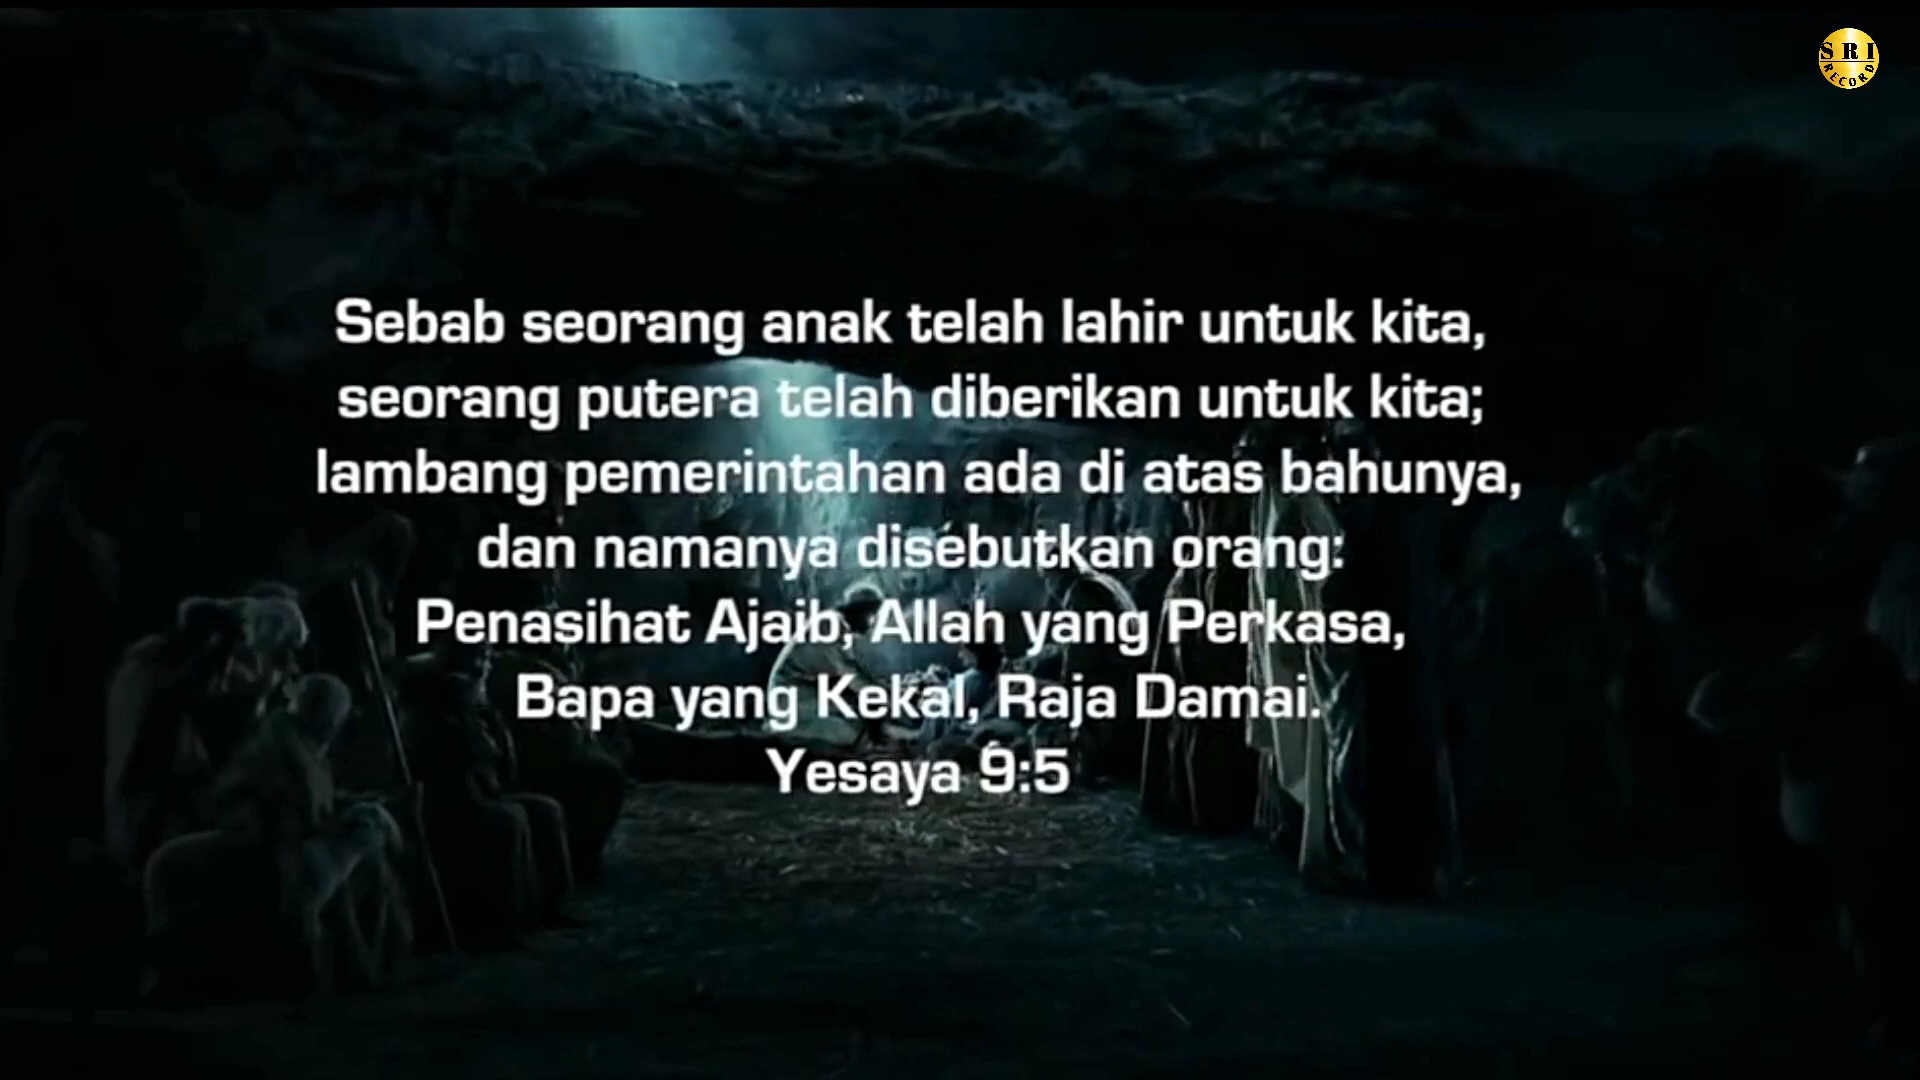 SRI
RECORD
Sebab seorang anak telah lahir untuk kita,
seorang putera telah diberikan untuk kita;
lambang pemerintahan ada di atas bahunya,
dan namanya disebutkan orang:
Penasihat Ajaib, Allah yang Perkasa,
Bapa yang Kekal, Raja Damai.
Yesaya 9:5